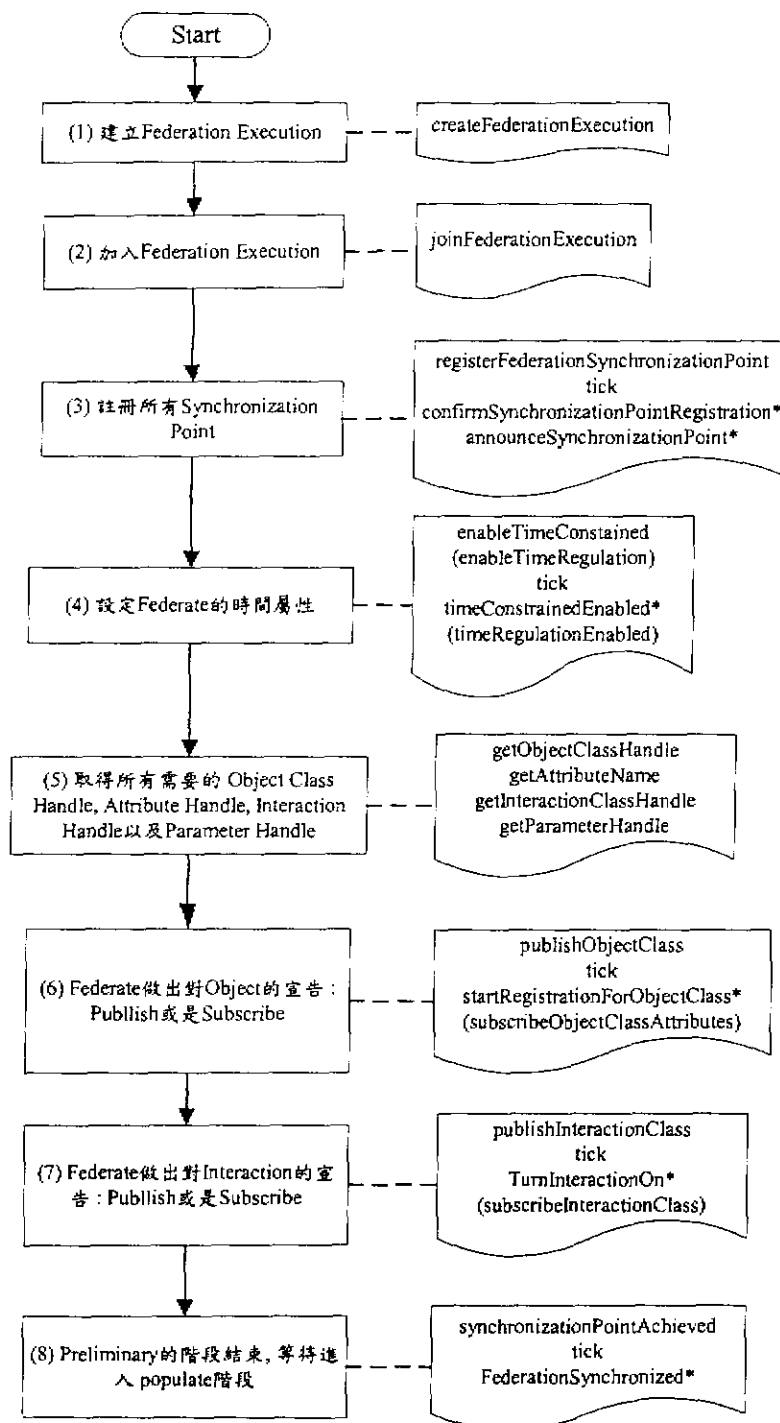 Start
(1) 建立Federation Execution
createFederationExecution
(2) 加入Federation Execution
joinFederationExecution
(3) 註冊所有Synchronization
Point
registerFederationSynchronizationPoint
tick
confirmSynchronizationPointRegistration*
announceSynchronizationPoint*
(4) 設定Federate的時間屬性
enableTimeConstained
(enableTimeRegulation)
tick
timeConstrainedEnabled*
(timeRegulationEnabled)
(5) 取得所有需要的 Object Class
Handle, Attribute Handle, Interaction
Handle以及Parameter Handle
getObjectClassHandle
getAttributeName
getInteractionClassHandle
getParameterHandle
(6) Federate做出對Object的宣告 :
Publlish或是Subscribe
publishObjectClass
tick
startRegistrationForObjectClass*
(subscribeObjectClassAttributes)
(7) Federate做出對Interaction的宣
告 : Publlish或是Subscribe
publishInteractionClass
tick
TurnInteractionOn*
(subscribeInteractionClass)
(8) Preliminary的階段結束, 等待進
入 populate階段
synchronizationPointAchieved
tick
FederationSynchronized*